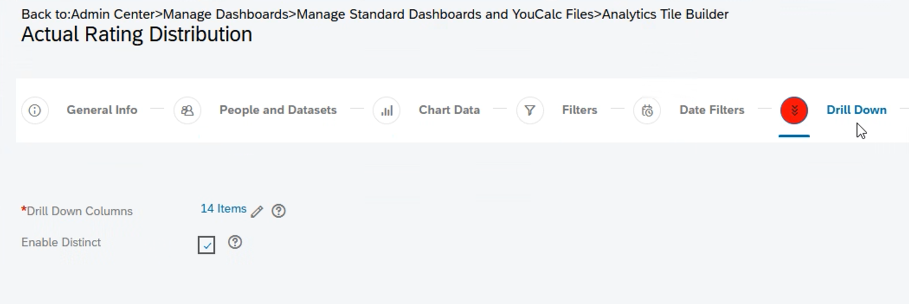 Back to:Admin Center>Manage Dashboards>Manage Standard Dashboards and YouCalc Files>Analytics Tile Builder
Actual Rating Distribution
General Info People and Datasets Chart Data Filters Date Filters Drill Down
*Drill Down Columns 14 Items
Enable Distinct